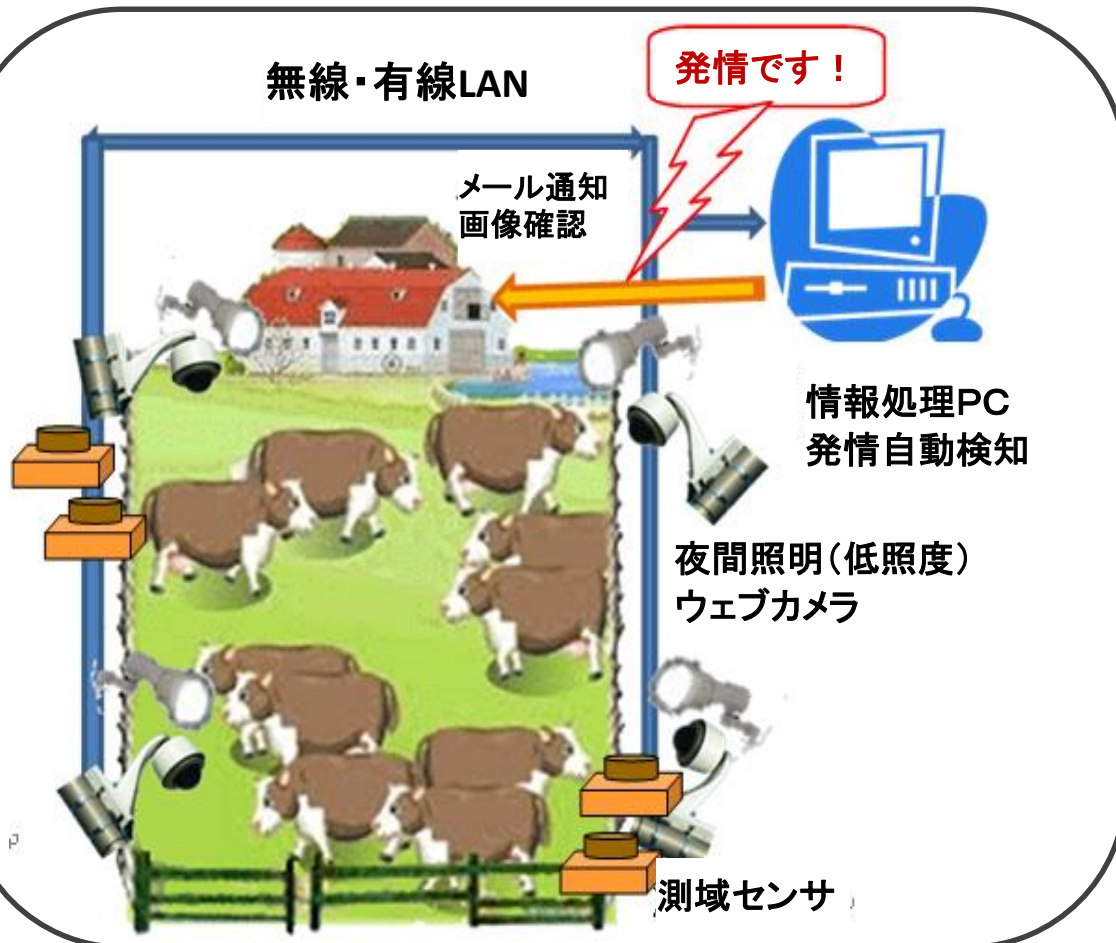 発情です！
無線・有線LAN
メール通知
画像確認
情報処理PC
発情自動検知
夜間照明（低照度）
ウェブカメラ
測域センサ